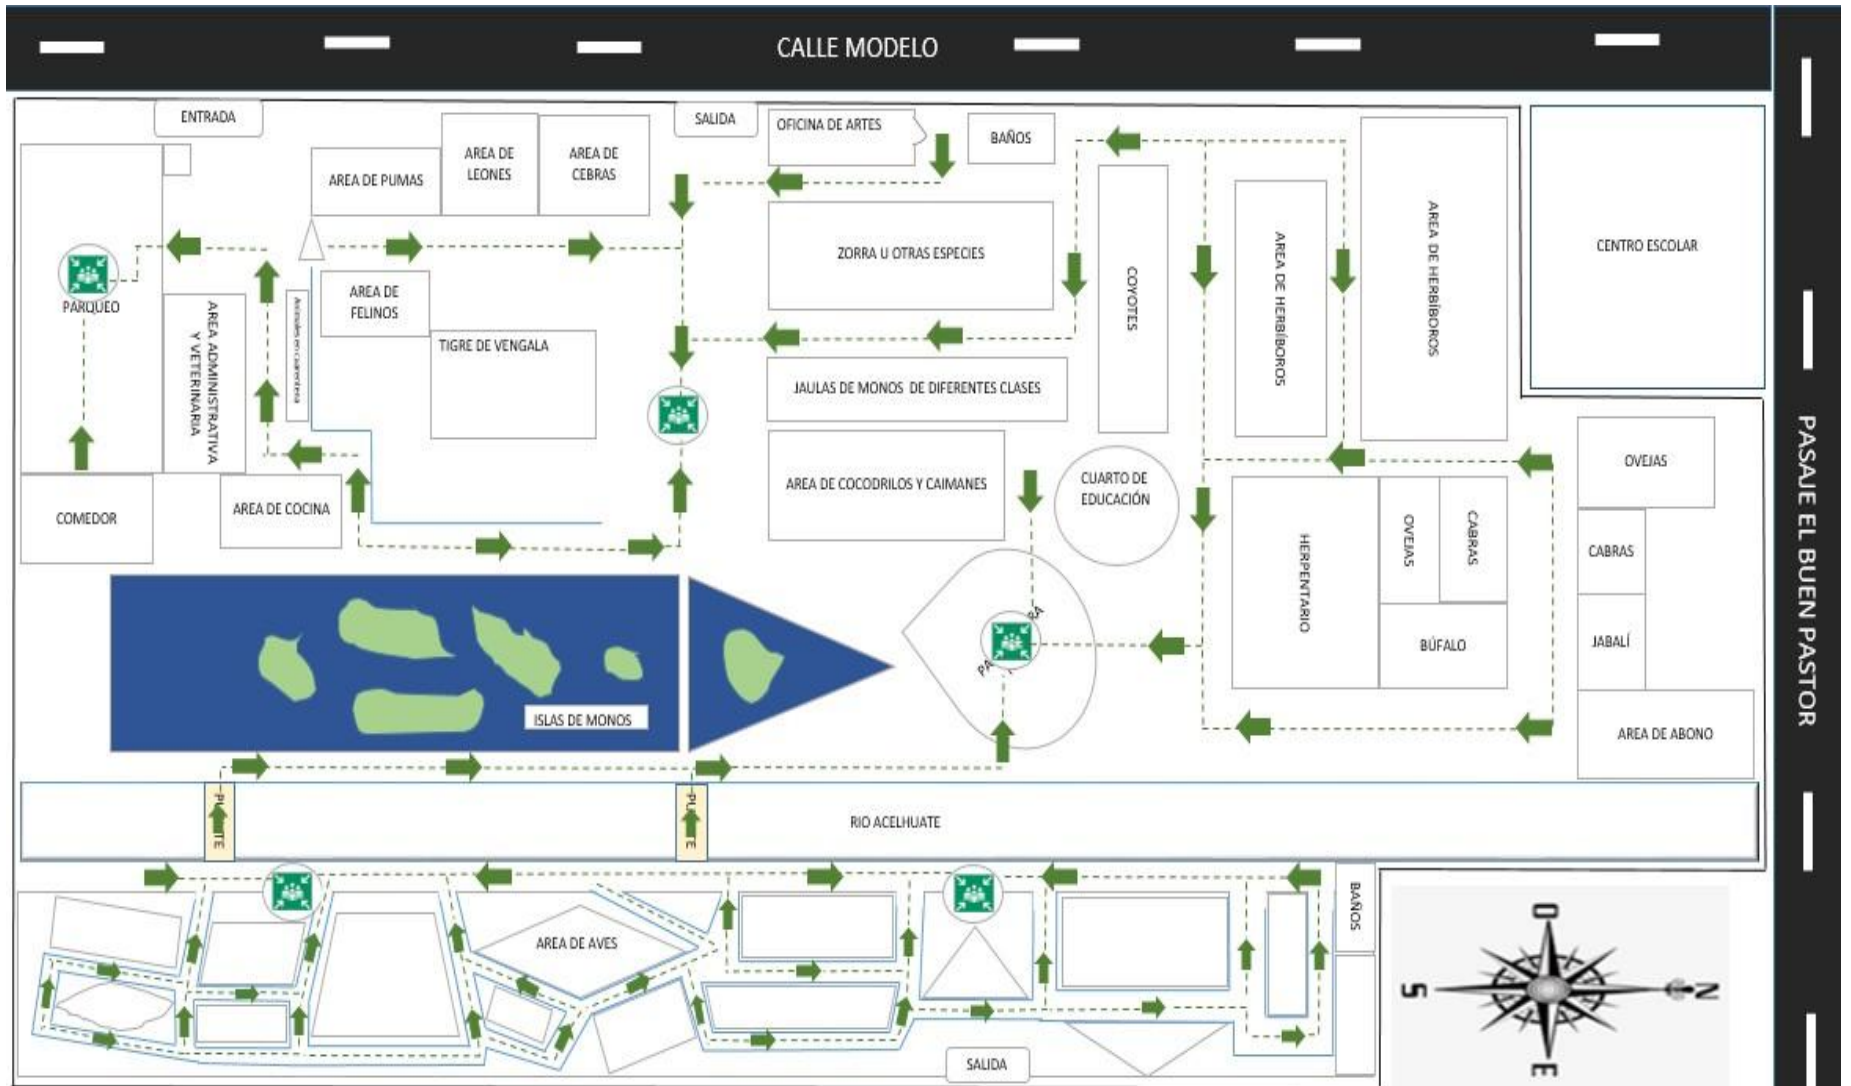 CALLE MODELO
ENTRADA
SALIDA
OFICINA DE ARTES
BAÑOS
AREA DE PUMAS
AREA DE
LEONES
AREA DE
CEBRAS
ZORRA U OTRAS ESPECIES
COYOTES
AREA DE HERBÍBOROS
AREA DE HERBÍBOROS
CENTRO ESCOLAR
PARQUEO
AREA ADMINISTRATIVA
Y VETERINARIA
Animales en cuarentena
AREA DE
FELINOS
TIGRE DE VENGALA
JAULAS DE MONOS DE DIFERENTES CLASES
AREA DE COCODRILOS Y CAIMANES
CUARTO DE
EDUCACIÓN
OVEJAS
COMEDOR
AREA DE COCINA
HERPENTARIO
OVEJAS
CABRAS
CABRAS
BÚFALO
JABALÍ
AREA DE ABONO
PASAJE EL BUEN PASTOR
ISLAS DE MONOS
RIO ACELHUATE
AREA DE AVES
BAÑOS
SALIDA
O
S
N
E